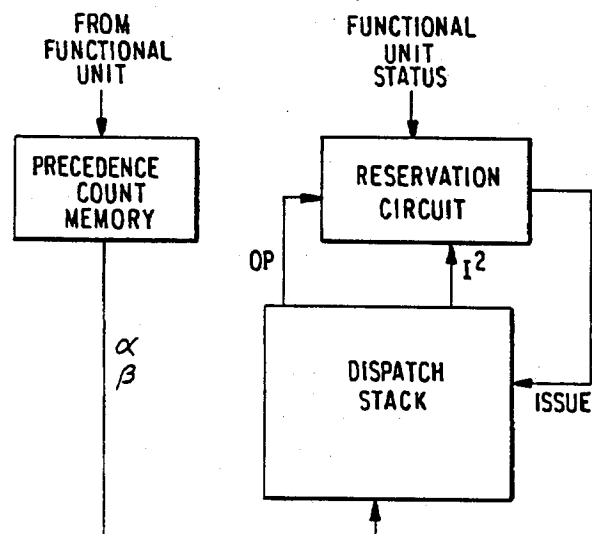 FROM
FUNCTIONAL
UNIT
FUNCTIONAL
UNIT
STATUS
PRECEDENCE
COUNT
MEMORY
RESERVATION
CIRCUIT
OP
I²
α
β
DISPATCH
STACK
ISSUE